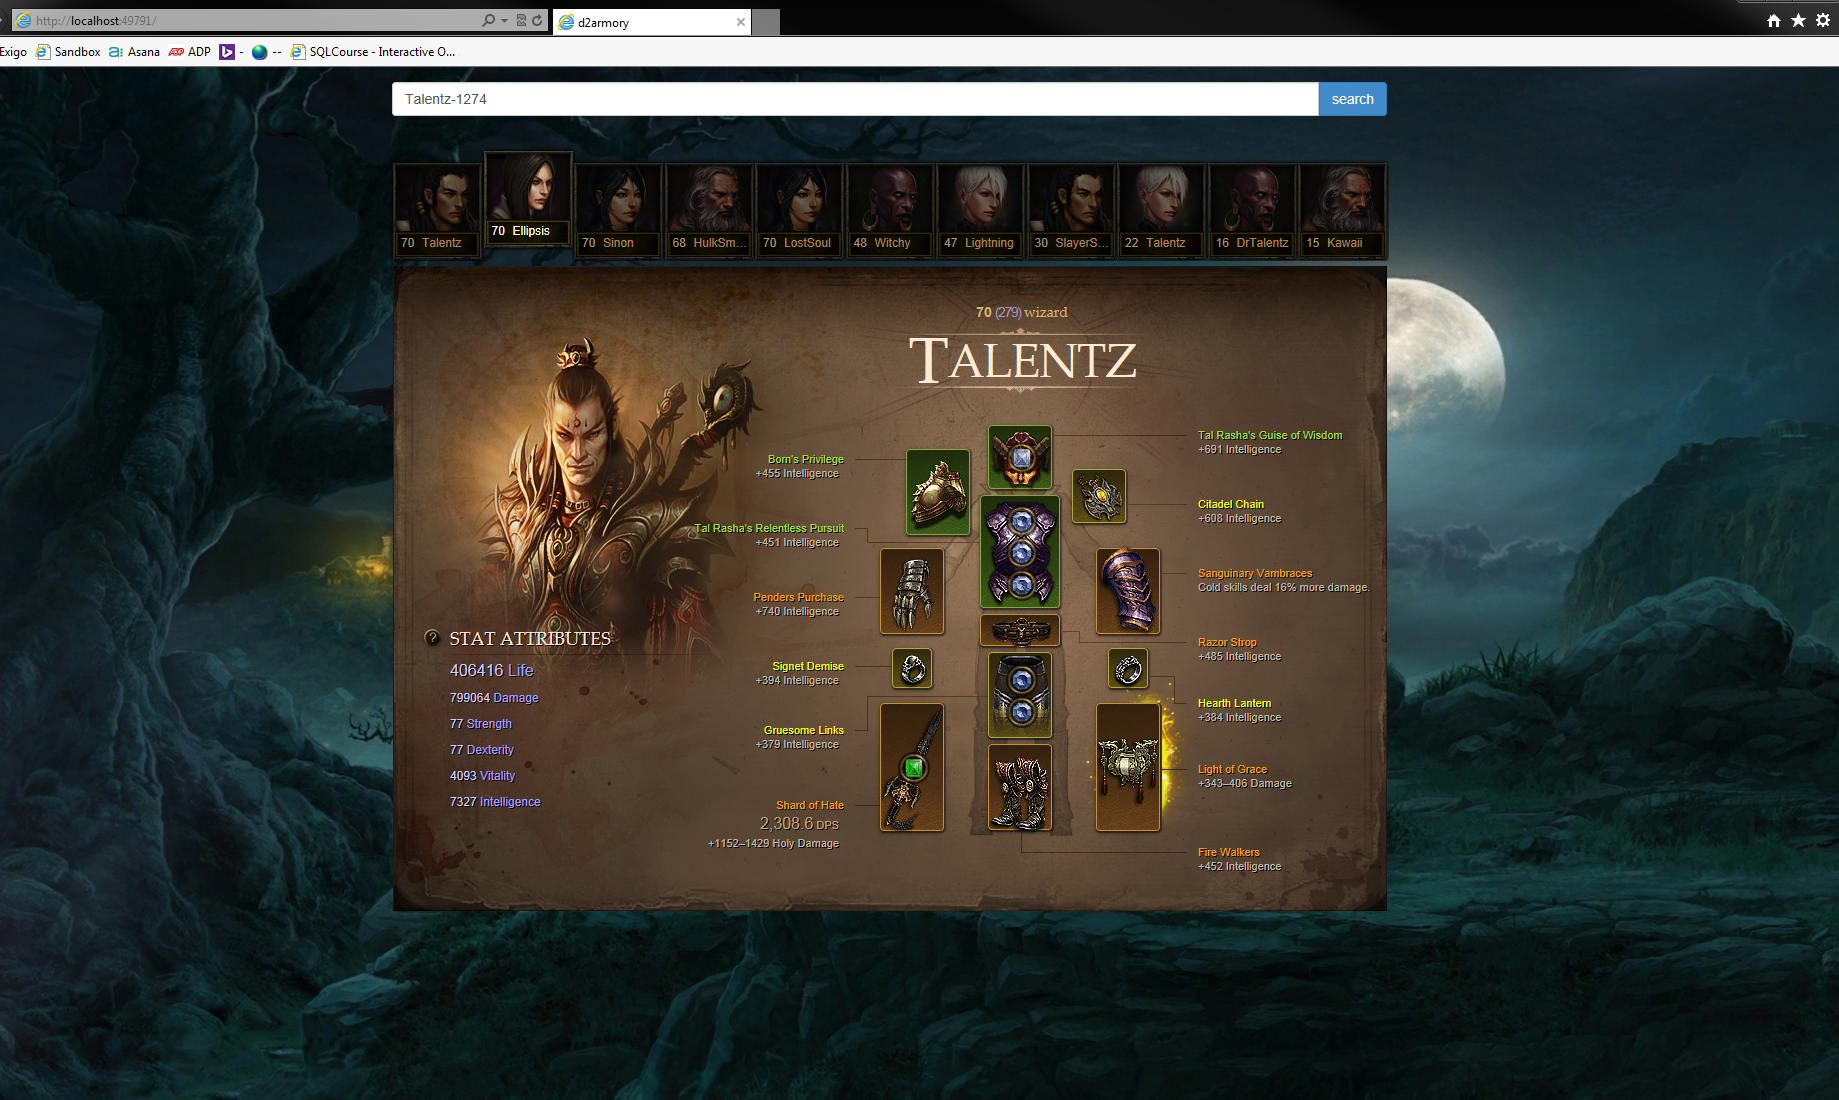 http://localhost:49791/
d2armory
Exigo
Sandbox
Asana
ADP
-
--
SQLCourse - Interactive O...
Talentz-1274
search
70 Talentz
70 Ellipsis
70 Sinon
68 HulkSm...
70 LostSoul
48 Witchy
47 Lightning
30 SlayerS...
22 Talentz
16 DrTalentz
15 Kawaii
70 (279) wizard
TALENTZ
Born's Privilege
+455 Intelligence
Tal Rasha's Relentless Pursuit
+451 Intelligence
Penders Purchase
+740 Intelligence
Signet Demise
+394 Intelligence
Gruesome Links
+379 Intelligence
Shard of Hate
2,308.6 DPS
+1152–1429 Holy Damage
Tal Rasha's Guise of Wisdom
+691 Intelligence
Citadel Chain
+608 Intelligence
Sanguinary Vambraces
Cold skills deal 16% more damage.
Razor Strop
+485 Intelligence
Hearth Lantern
+384 Intelligence
Light of Grace
+343–406 Damage
Fire Walkers
+452 Intelligence
? STAT ATTRIBUTES
406416 Life
799064 Damage
77 Strength
77 Dexterity
4093 Vitality
7327 Intelligence